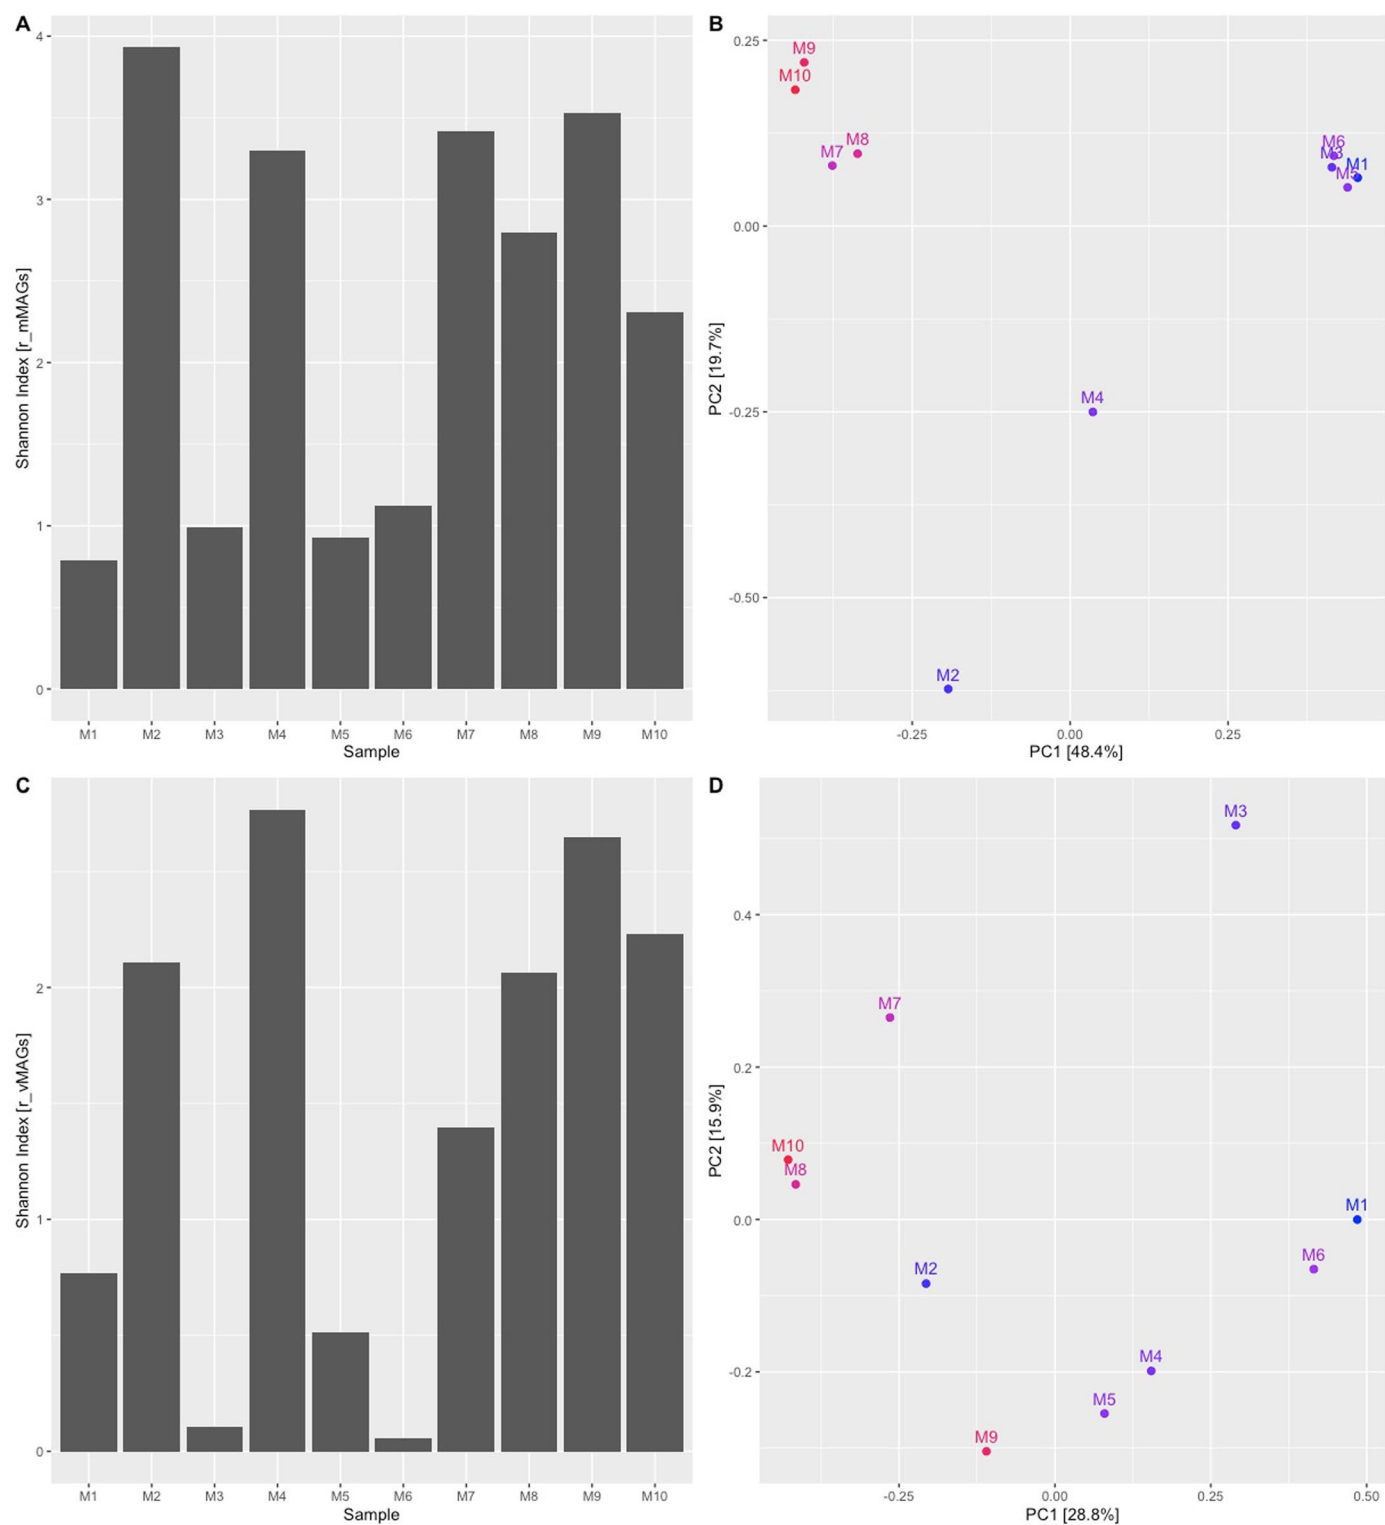 A
Shannon Index [r_mMAGs]
4
3
2
1
0
M1 M2 M3 M4 M5 M6 M7 M8 M9 M10
Sample
B
PC2 [19.7%]
0.25
0.00
-0.25
-0.50
M9
M10
M8
M7
M6
M3
M1
M5
M4
M2
-0.25 0.00 0.25
PC1 [48.4%]
C
Shannon Index [r_vMAGs]
2
1
0
M1 M2 M3 M4 M5 M6 M7 M8 M9 M10
Sample
D
PC2 [15.9%]
0.4
0.2
0.0
-0.2
M3
M7
M10
M8
M1
M6
M2
M4
M5
M9
-0.25 0.00 0.25 0.50
PC1 [28.8%]